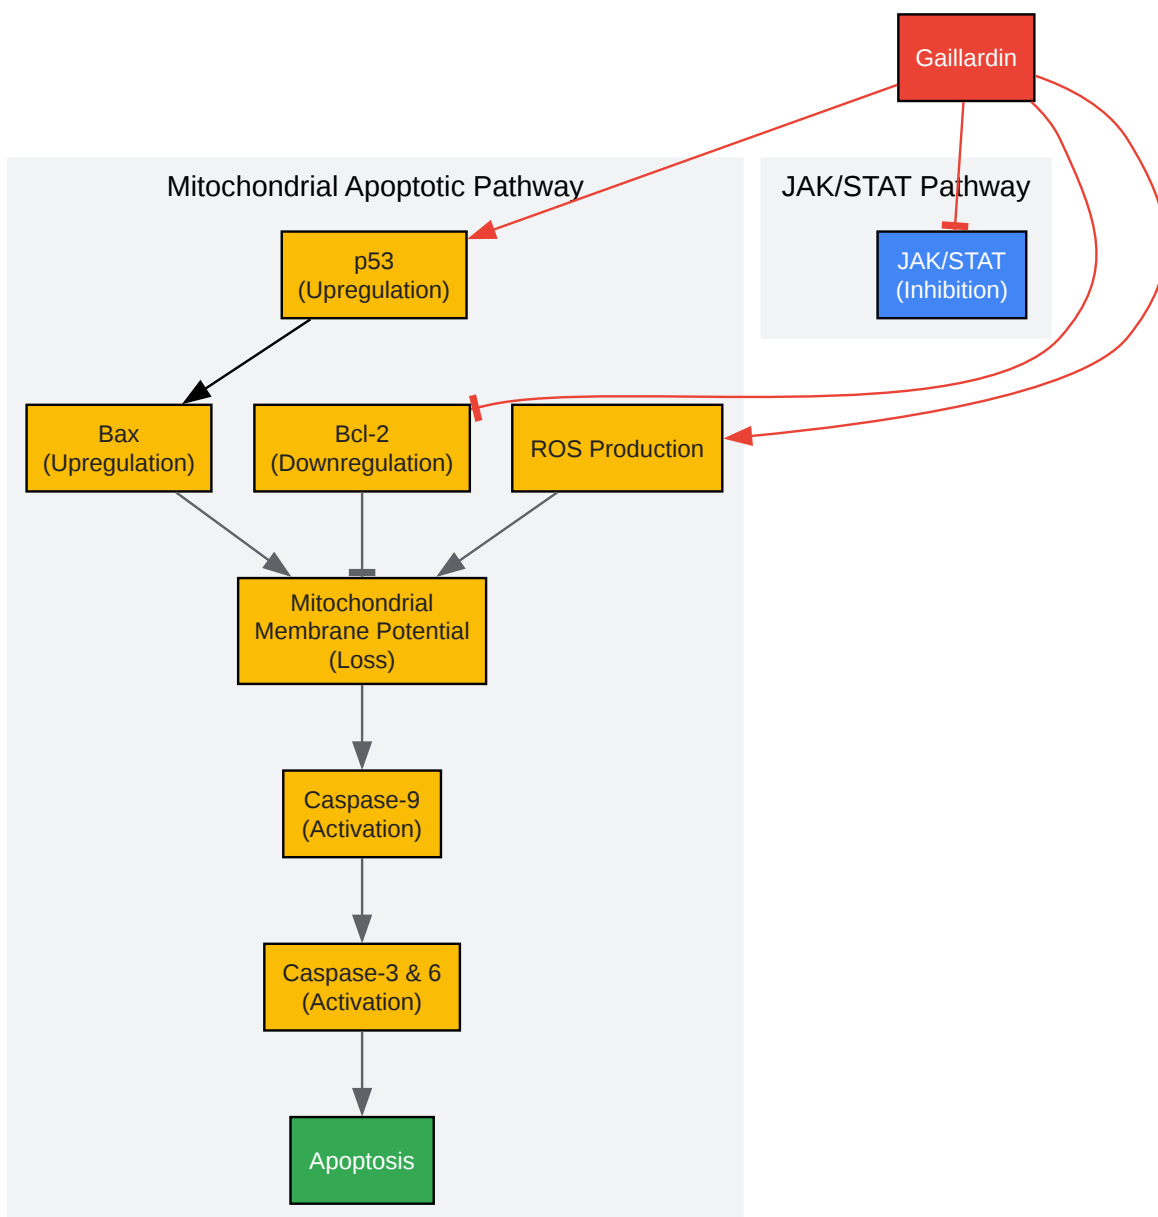 Gaillardin
Mitochondrial Apoptotic Pathway
JAK/STAT Pathway
p53
(Upregulation)
JAK/STAT
(Inhibition)
Bax
(Upregulation)
Bcl-2
(Downregulation)
ROS Production
Mitochondrial
Membrane Potential
(Loss)
Caspase-9
(Activation)
Caspase-3 & 6
(Activation)
Apoptosis